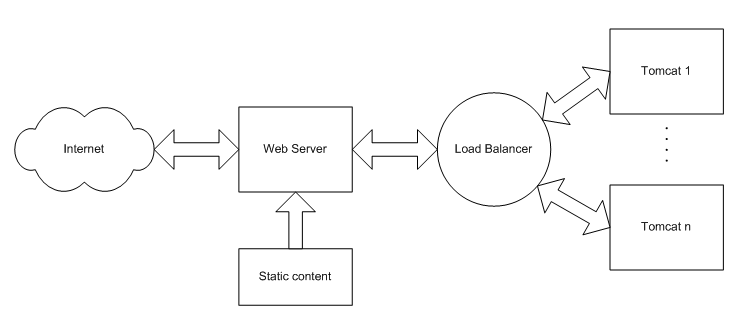 Internet
Web Server
Static content
Load Balancer
Tomcat 1
Tomcat n